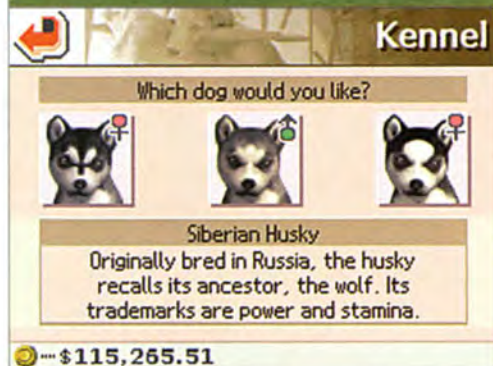 Kennel
Which dog would you like?
Siberian Husky
Originally bred in Russia, the husky
recalls its ancestor, the wolf. Its
trademarks are power and stamina.
$115,265.51